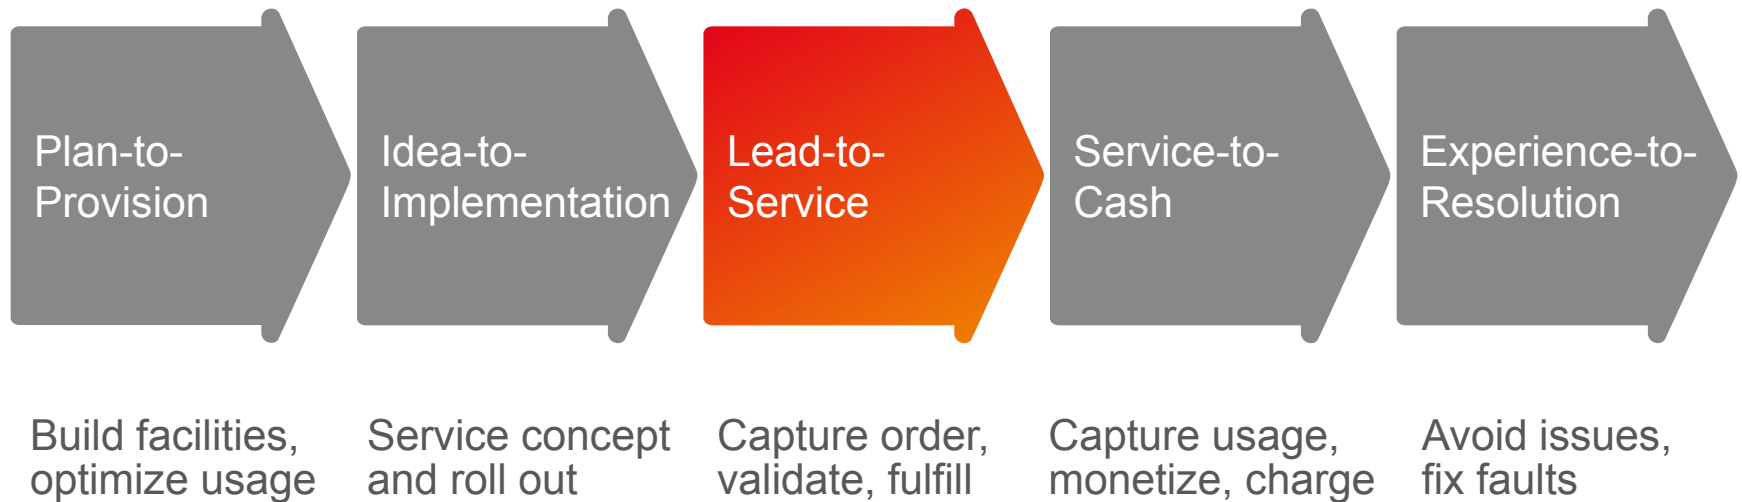 Plan-to-
Provision
Idea-to-
Implementation
Lead-to-
Service
Service-to-
Cash
Experience-to-
Resolution
Build facilities,
optimize usage
Service concept
and roll out
Capture order,
validate, fulfill
Capture usage,
monetize, charge
Avoid issues,
fix faults